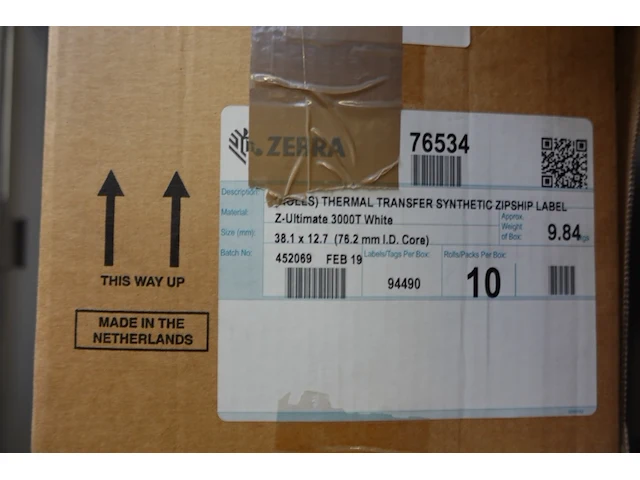 ZEBRA
76534
Description: THERMAL TRANSFER SYNTHETIC ZIPSHIP LABEL
Material: Z-Ultimate 3000T White
Approx. Weight of Box: 9.84 kgs
Size (mm): 38.1 x 12.7 (76.2 mm I.D. Core)
Batch No: 452069 FEB 19
Labels/Tags Per Box: 94490
Rolls/Packs Per Box: 10
THIS WAY UP
MADE IN THE
NETHERLANDS